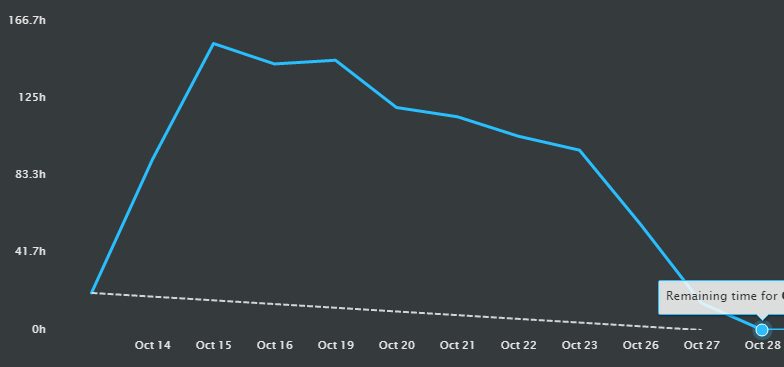 166.7h
125h
83.3h
41.7h
0h
Remaining time for
Oct 14 Oct 15 Oct 16 Oct 19 Oct 20 Oct 21 Oct 22 Oct 23 Oct 26 Oct 27 Oct 28